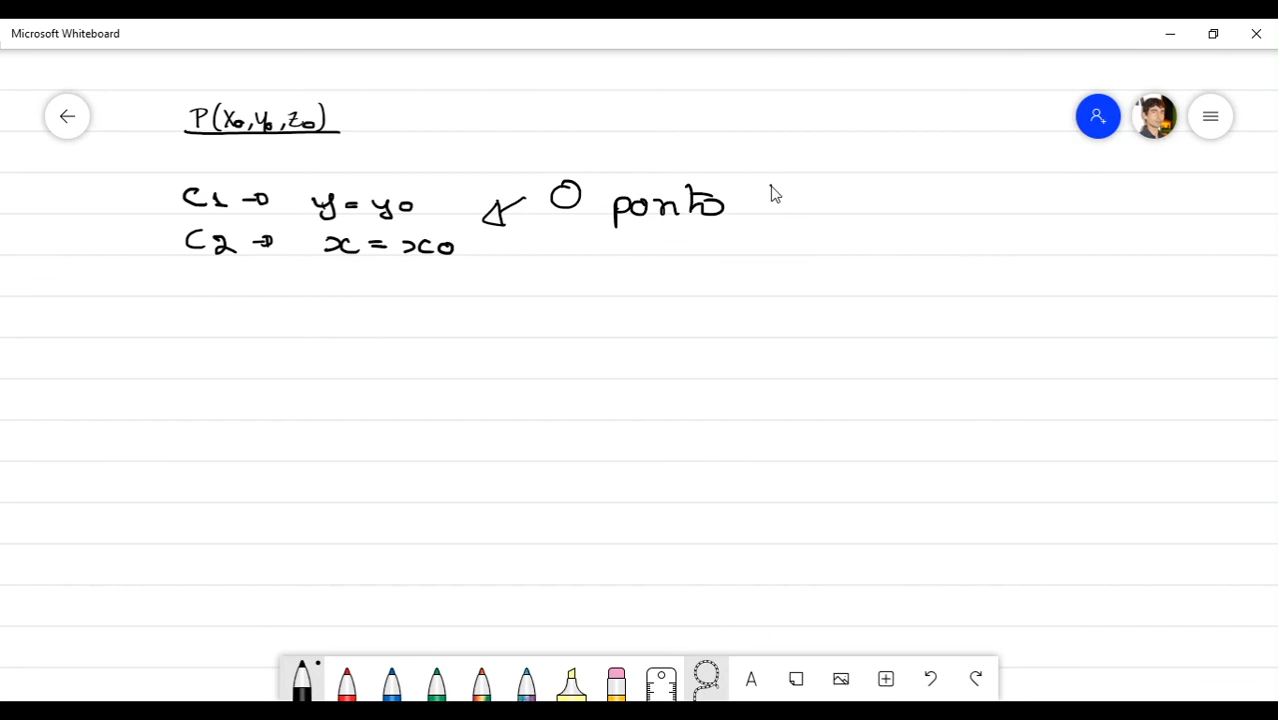 Microsoft Whiteboard
P(x0,y0,z0)
C1 → y = y0
C2 → x = x0
O ponto
A